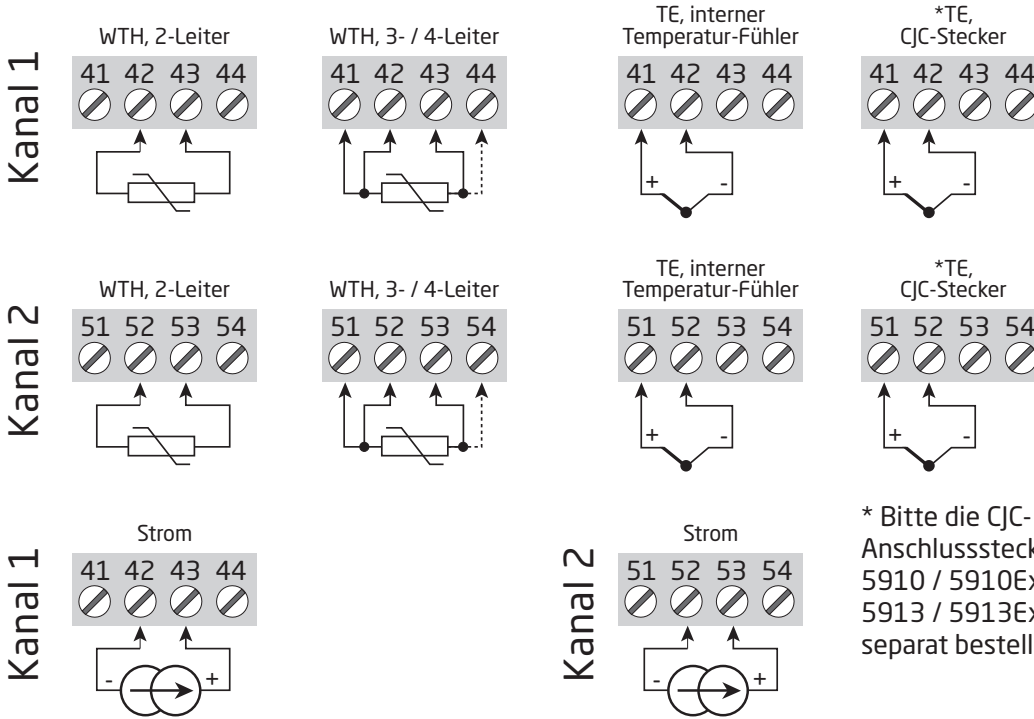 Kanal 1
WTH, 2-Leiter
41 42 43 44
WTH, 3- / 4-Leiter
41 42 43 44
TE, interner
Temperatur-Fühler
41 42 43 44
+ -
*TE,
CJC-Stecker
41 42 43 44
+ -
Kanal 2
WTH, 2-Leiter
51 52 53 54
WTH, 3- / 4-Leiter
51 52 53 54
TE, interner
Temperatur-Fühler
51 52 53 54
+ -
*TE,
CJC-Stecker
51 52 53 54
+ -
Kanal 1
Strom
41 42 43 44
- +
Kanal 2
Strom
51 52 53 54
- +
* Bitte die CJC-
5910 / 5910Ex
5913 / 5913Ex
separat